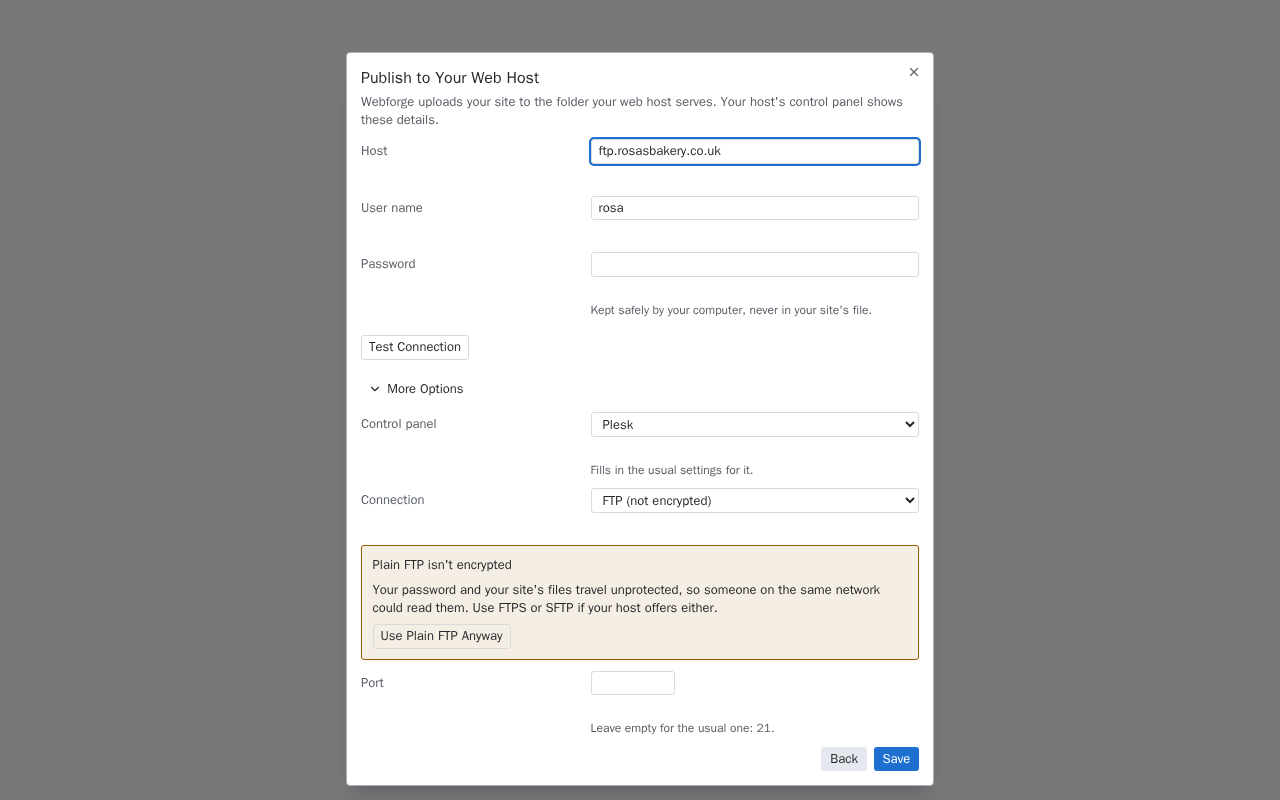 Publish to Your Web Host
Webforge uploads your site to the folder your web host serves. Your host's control panel shows
these details.
Host
ftp.rosasbakery.co.uk
User name
rosa
Password
Kept safely by your computer, never in your site's file.
Test Connection
More Options
Control panel
Plesk
Fills in the usual settings for it.
Connection
FTP (not encrypted)
Plain FTP isn't encrypted
Your password and your site's files travel unprotected, so someone on the same network
could read them. Use FTPS or SFTP if your host offers either.
Use Plain FTP Anyway
Port
Leave empty for the usual one: 21.
Back
Save